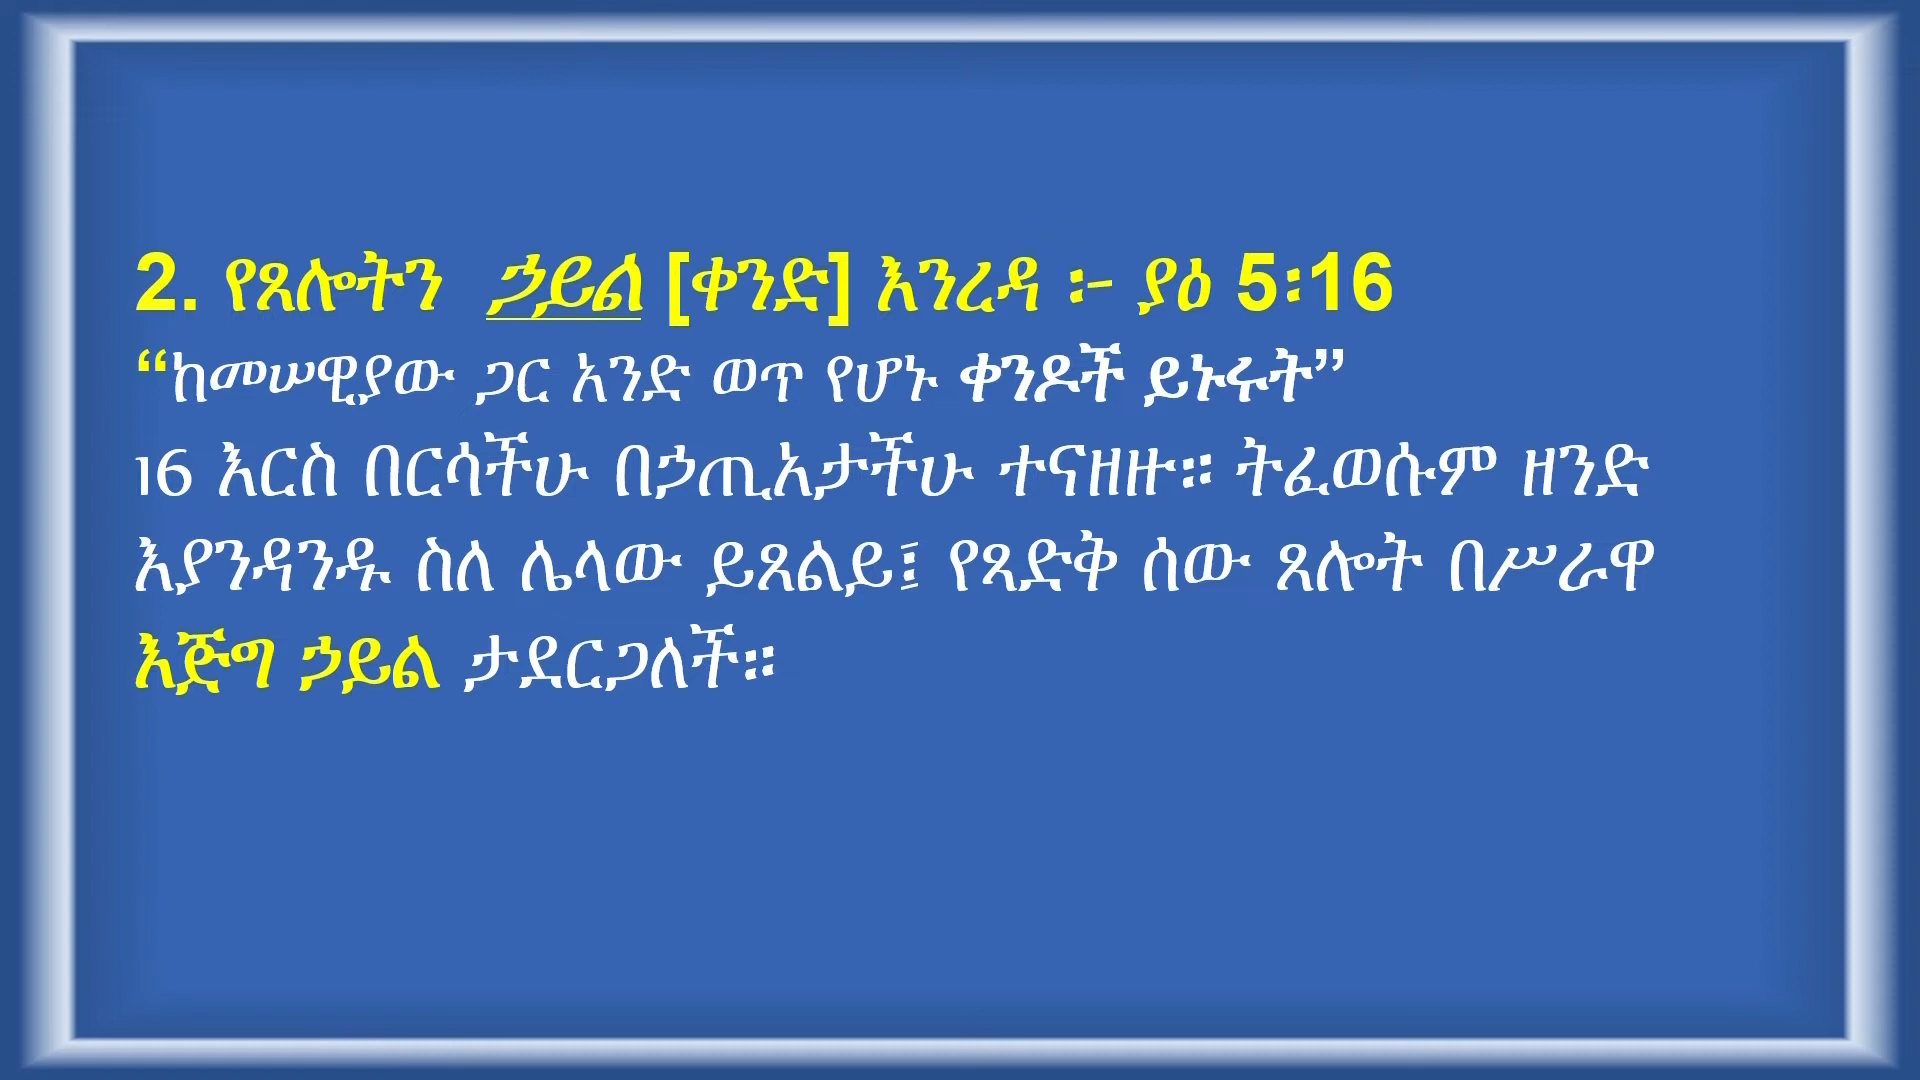 2. የጸሎትን ኃይል [ቀንድ] እንረዳ ፡- ያዕ 5፡16
“ከመሠዊያው ጋር አንድ ወጥ የሆኑ ቀንዶች ይኑሩት”
16 እርስ በርሳችሁ በኃጢአታችሁ ተናዘዙ። ትፈወሱም ዘንድ
እያንዳንዱ ስለ ሌላው ይጸልይ፤ የጻድቅ ሰው ጸሎት በሥራዋ
እጅግ ኃይል ታደርጋለች።